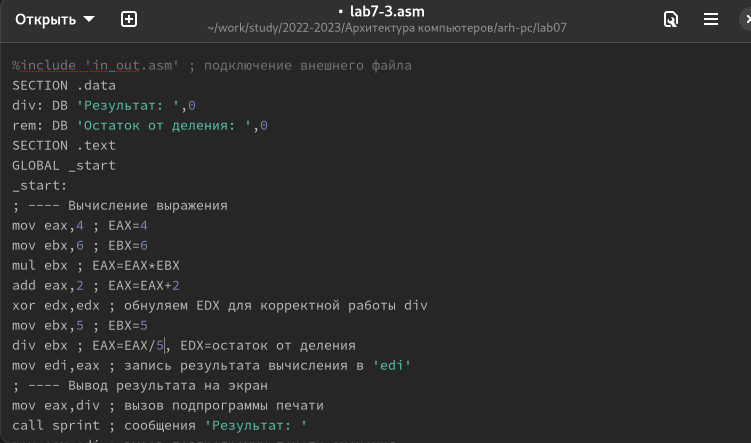 Открыть
• lab7-3.asm
~/work/study/2022-2023/Архитектура компьютеров/arh-pc/lab07
%include 'in_out.asm' ; подключение внешнего файла
SECTION .data
div: DB 'Результат: ',0
rem: DB 'Остаток от деления: ',0
SECTION .text
GLOBAL _start
_start:
; ---- Вычисление выражения
mov eax,4 ; EAX=4
mov ebx,6 ; EBX=6
mul ebx ; EAX=EAX*EBX
add eax,2 ; EAX=EAX+2
xor edx,edx ; обнуляем EDX для корректной работы div
mov ebx,5 ; EBX=5
div ebx ; EAX=EAX/5, EDX=остаток от деления
mov edi,eax ; запись результата вычисления в 'edi'
; ---- Вывод результата на экран
mov eax,div ; вызов подпрограммы печати
call sprint ; сообщения 'Результат: '